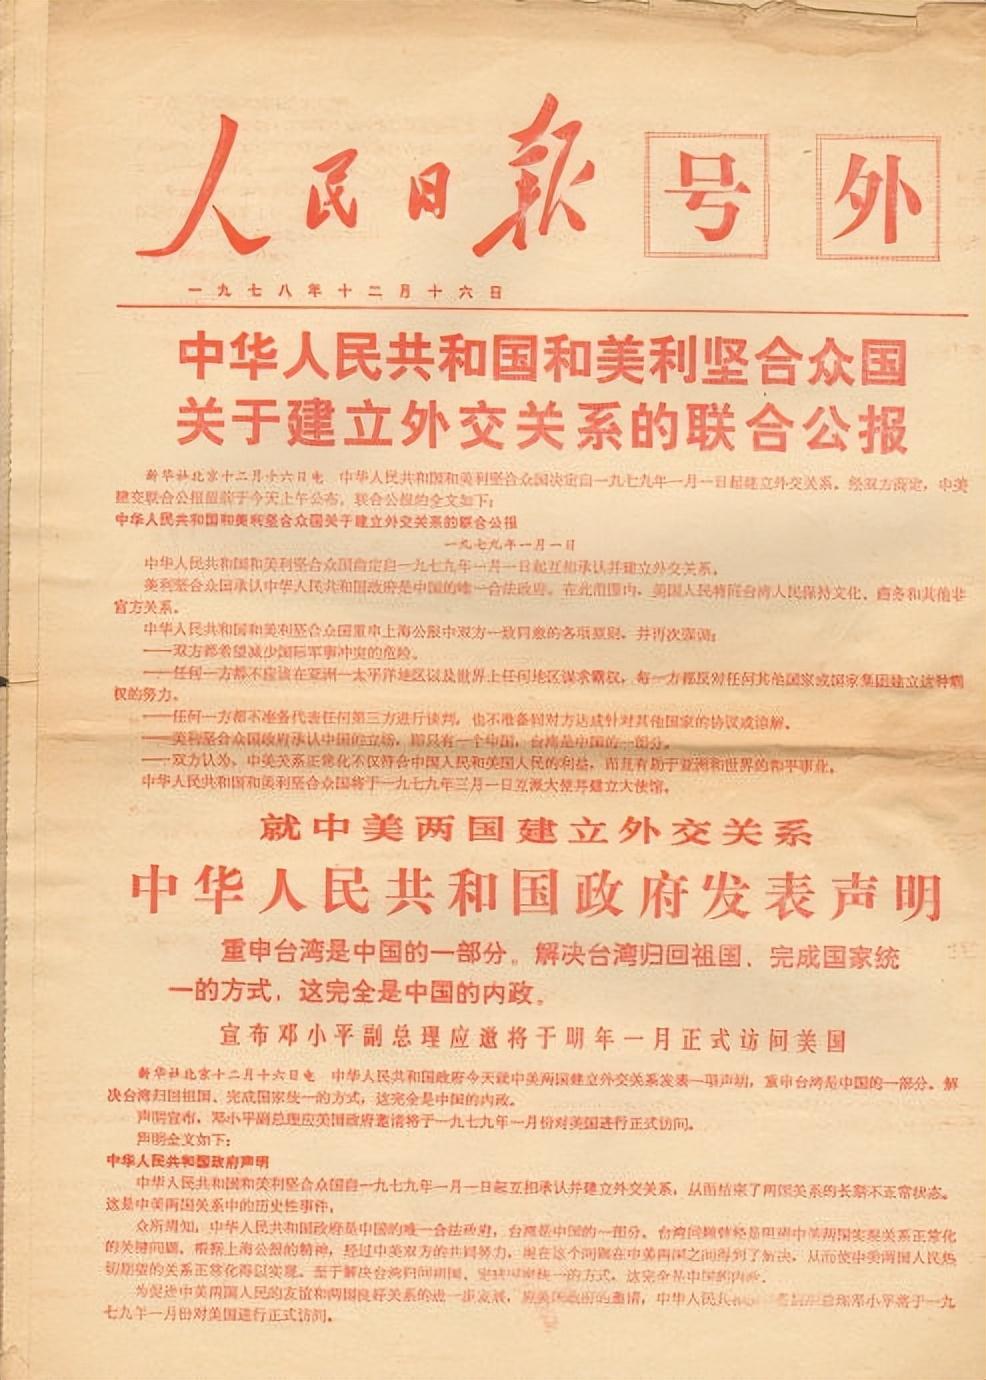 人民日报 号外
一九七八年十二月十六日
中华人民共和国和美利坚合众国
关于建立外交关系的联合公报
新华社北京十二月十六日电 中华人民共和国和美利坚合众国决定自一九七九年一月一日起建立外交关系。经双方商定，中美
建交联合公报提前于今天上午公布。联合公报的全文如下：
中华人民共和国和美利坚合众国关于建立外交关系的联合公报
一九七九年一月一日
中华人民共和国和美利坚合众国商定自一九七九年一月一日起互相承认并建立外交关系。
美利坚合众国承认中华人民共和国政府是中国的唯一合法政府。在此范围内，美国人民将同台湾人民保持文化、商务和其他非
官方关系。
中华人民共和国和美利坚合众国重申上海公报中双方一致同意的各项原则，并再次强调：
——双方都希望减少国际军事冲突的危险。
——任何一方都不应该在亚洲—太平洋地区以及世界上任何地区谋求霸权，每一方都反对任何其他国家或国家集团建立这种霸
权的努力。
——任何一方都不准备代表任何第三方进行谈判，也不准备同对方达成针对其他国家的协议或谅解。
——美利坚合众国政府承认中国的立场，即只有一个中国，台湾是中国的一部分。
——双方认为，中美关系正常化不仅符合中国人民和美国人民的利益，而且有助于亚洲和世界的和平事业。
中华人民共和国和美利坚合众国将于一九七九年三月一日互派大使并建立大使馆。
就中美两国建立外交关系
中华人民共和国政府发表声明
重申台湾是中国的一部分。解决台湾归回祖国、完成国家统
一的方式，这完全是中国的内政。
宣布邓小平副总理应邀将于明年一月正式访问美国
新华社北京十二月十六日电 中华人民共和国政府今天就中美两国建立外交关系发表一项声明，重申台湾是中国的一部分。解
决台湾归回祖国、完成国家统一的方式，这完全是中国的内政。
声明宣布，邓小平副总理应美国政府邀请将于一九七九年一月份对美国进行正式访问。
声明全文如下：
中华人民共和国政府声明
中华人民共和国和美利坚合众国自一九七九年一月一日起互相承认并建立外交关系，从而结束了两国关系的长期不正常状态。
这是中美两国关系中的历史性事件。
众所周知，中华人民共和国政府是中国的唯一合法政府，台湾是中国的一部分。台湾问题曾经是阻碍中美两国实现关系正常化
的关键问题。根据上海公报的精神，经过中美双方的共同努力，现在这个问题在中美两国之间得到了解决，从而使中美两国人民热
切期望的关系正常化得以实现。至于解决台湾归回祖国、完成国家统一的方式，这完全是中国的内政。
为促进中美两国人民的友谊和两国良好关系的进一步发展，应美国政府的邀请，中华人民共 总理邓小平将于一九
七九年一月份对美国进行正式访问。